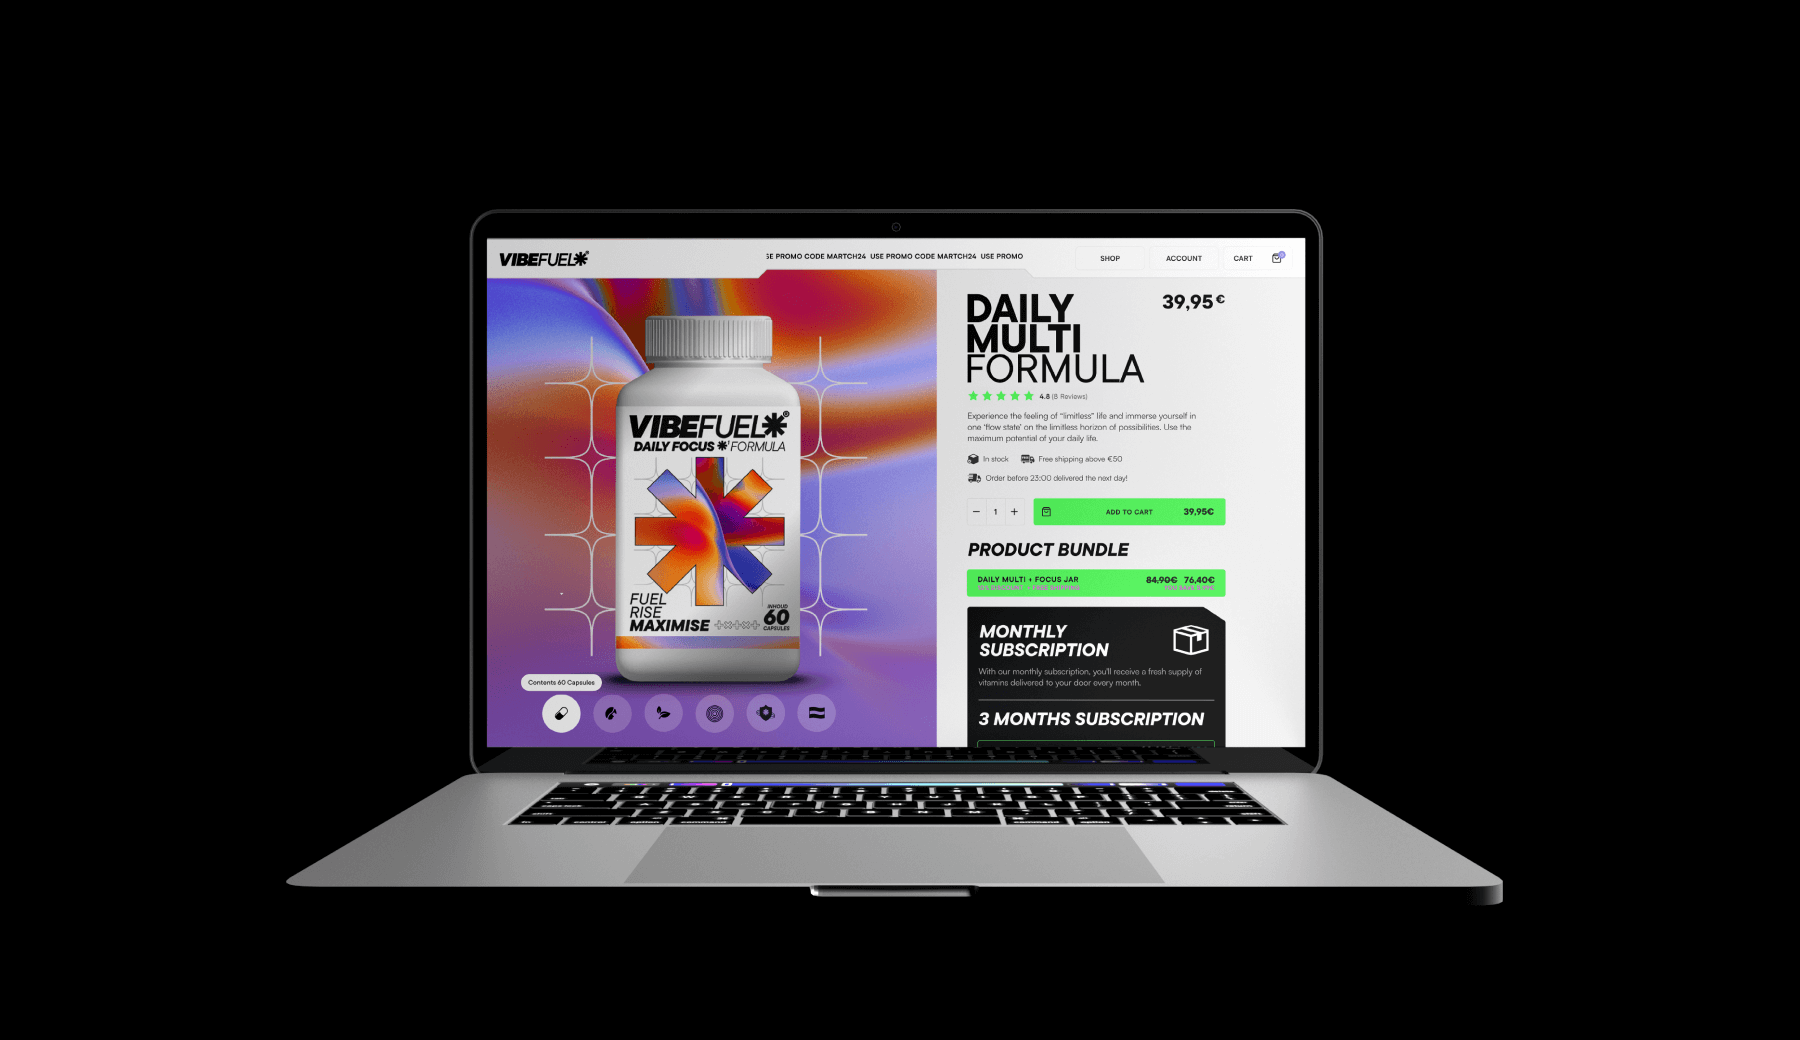 VIBEFUEL
SE PROMO CODE MARTCH24 USE PROMO CODE MARTCH24 USE PROMO
SHOP
ACCOUNT
CART
VIBEFUEL®
DAILY FOCUS FORMULA
FUEL
RISE
MAXIMISE
INHOUD
60
CAPSULES
Contents 60 Capsules
DAILY
MULTI
FORMULA
39,95€
4.8 (8 Reviews)
Experience the feeling of "limitless" life and immerse yourself in
one 'flow state' on the limitless horizon of possibilities. Use the
maximum potential of your daily life.
In stock
Free shipping above €50
Order before 23:00 delivered the next day!
− 1 +
ADD TO CART 39,95€
PRODUCT BUNDLE
DAILY MULTI + FOCUS JAR 84,90€ 76,40€
MONTHLY
SUBSCRIPTION
With our monthly subscription, you'll receive a fresh supply of
vitamins delivered to your door every month.
3 MONTHS SUBSCRIPTION
control option command
command option